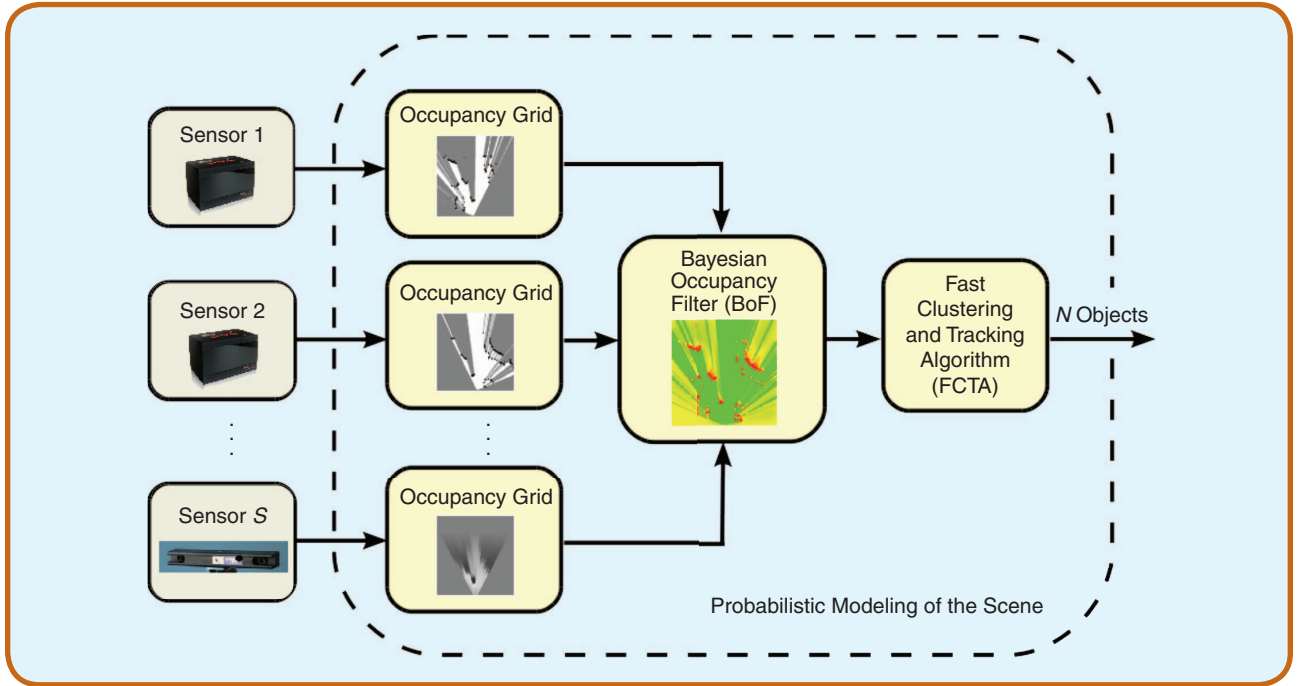 Sensor 1
Occupancy Grid
Sensor 2
Occupancy Grid
Bayesian
Occupancy
Filter (BoF)
Fast
Clustering
and Tracking
Algorithm
(FCTA)
N Objects
Sensor S
Occupancy Grid
Probabilistic Modeling of the Scene